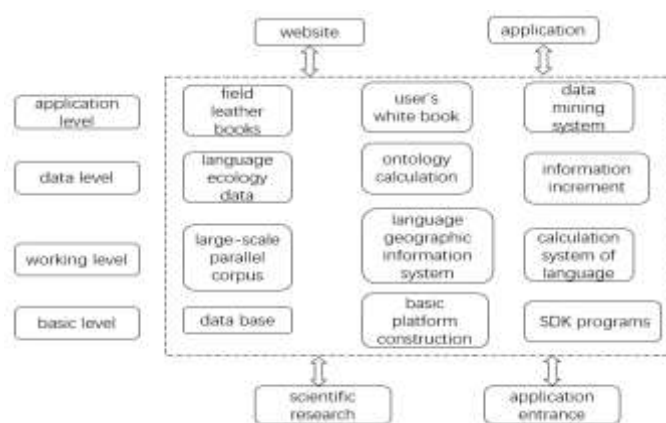 website
application
application
level
field
leather
books
user's
white book
data
mining
system
data level
language
ecology
data
ontology
calculation
information
increment
working level
large-scale
parallel
corpus
language
geographic
information
system
calculation
system of
language
basic level
data base
basic
platform
construction
SDK programs
scientific
research
application
entrance